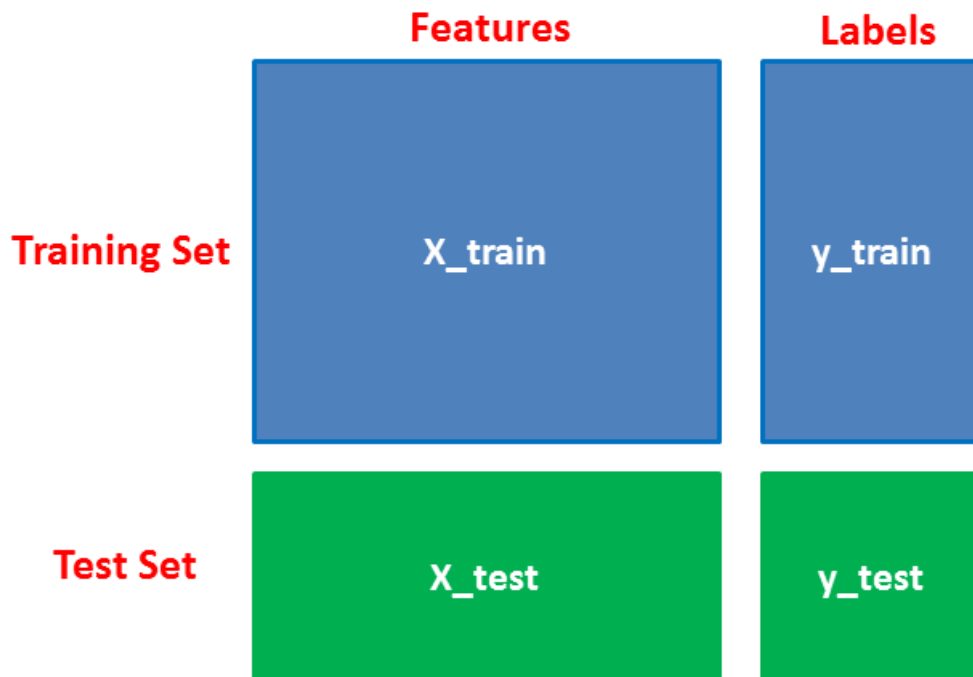 Features
Labels
Training Set
X_train
y_train
Test Set
X_test
y_test